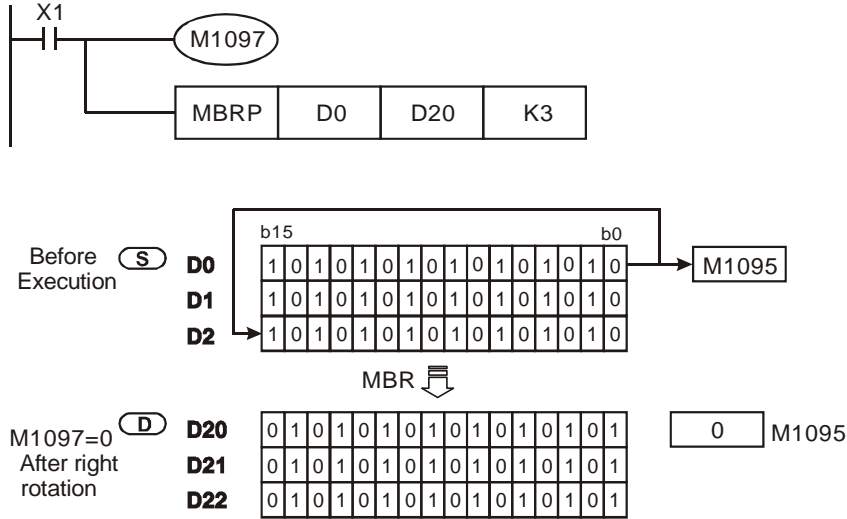 X1
M1097
MBRP D0 D20 K3
b15 b0
Before Execution S D0 1 0 1 0 1 0 1 0 1 0 1 0 1 0 1 0 M1095
D1 1 0 1 0 1 0 1 0 1 0 1 0 1 0 1 0
D2 1 0 1 0 1 0 1 0 1 0 1 0 1 0 1 0
MBR
M1097=0 After right rotation D D20 0 1 0 1 0 1 0 1 0 1 0 1 0 1 0 1 0 M1095
D21 0 1 0 1 0 1 0 1 0 1 0 1 0 1 0 1
D22 0 1 0 1 0 1 0 1 0 1 0 1 0 1 0 1